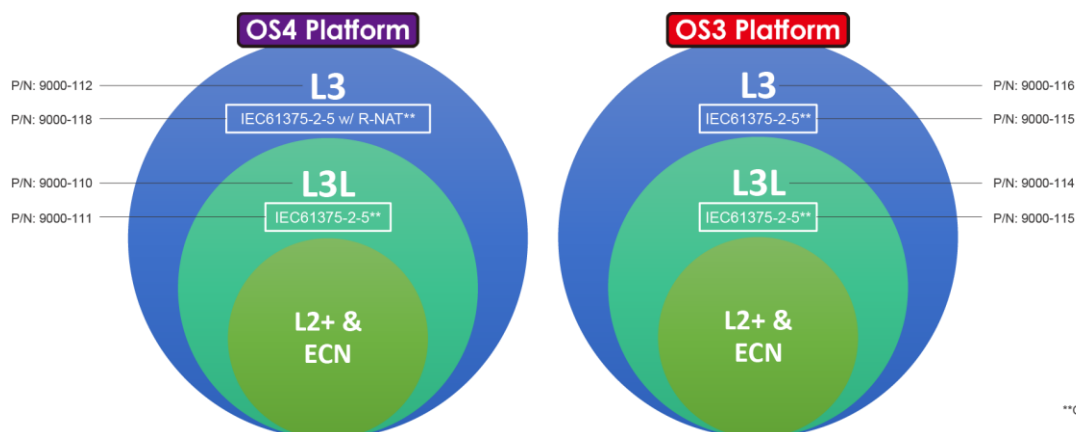 OS4 Platform
P/N: 9000-112
L3
P/N: 9000-118
IEC61375-2-5 w/ R-NAT**
P/N: 9000-110
L3L
P/N: 9000-111
IEC61375-2-5**
L2+ &
ECN
OS3 Platform
L3
P/N: 9000-116
IEC61375-2-5**
P/N: 9000-115
L3L
P/N: 9000-114
IEC61375-2-5**
P/N: 9000-115
L2+ &
ECN